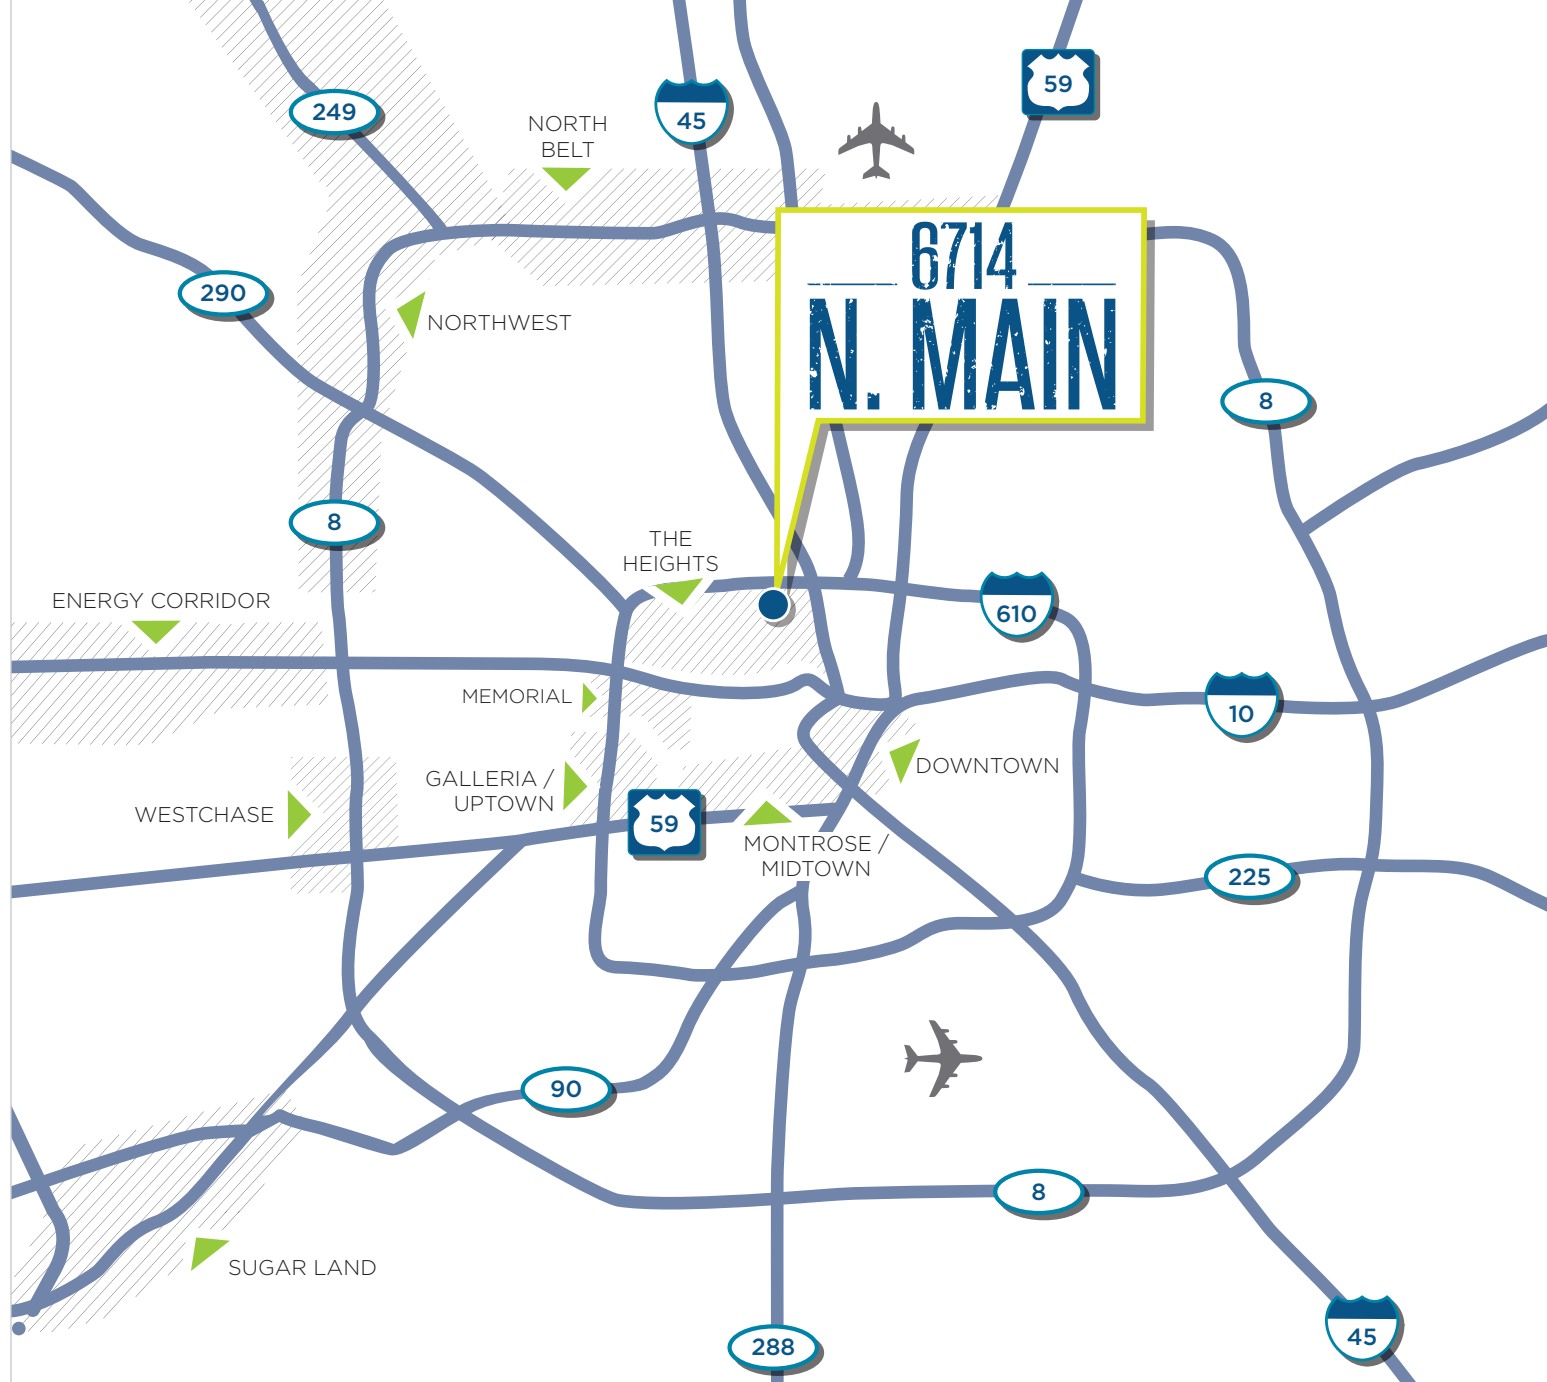 59
249
45
NORTH
BELT
6714
N. MAIN
290
NORTHWEST
8
8
THE
HEIGHTS
ENERGY CORRIDOR
610
MEMORIAL
10
DOWNTOWN
GALLERIA /
UPTOWN
WESTCHASE
59
MONTROSE /
MIDTOWN
225
90
8
SUGAR LAND
45
288